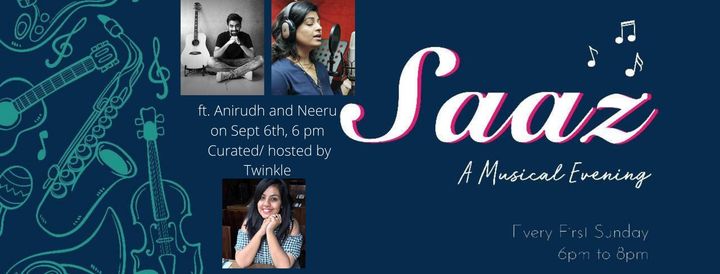 ft. Anirudh and Neeru
on Sept 6th, 6 pm
Curated/ hosted by
Twinkle
Saaz
A Musical Evening
Every First Sunday
6pm to 8pm